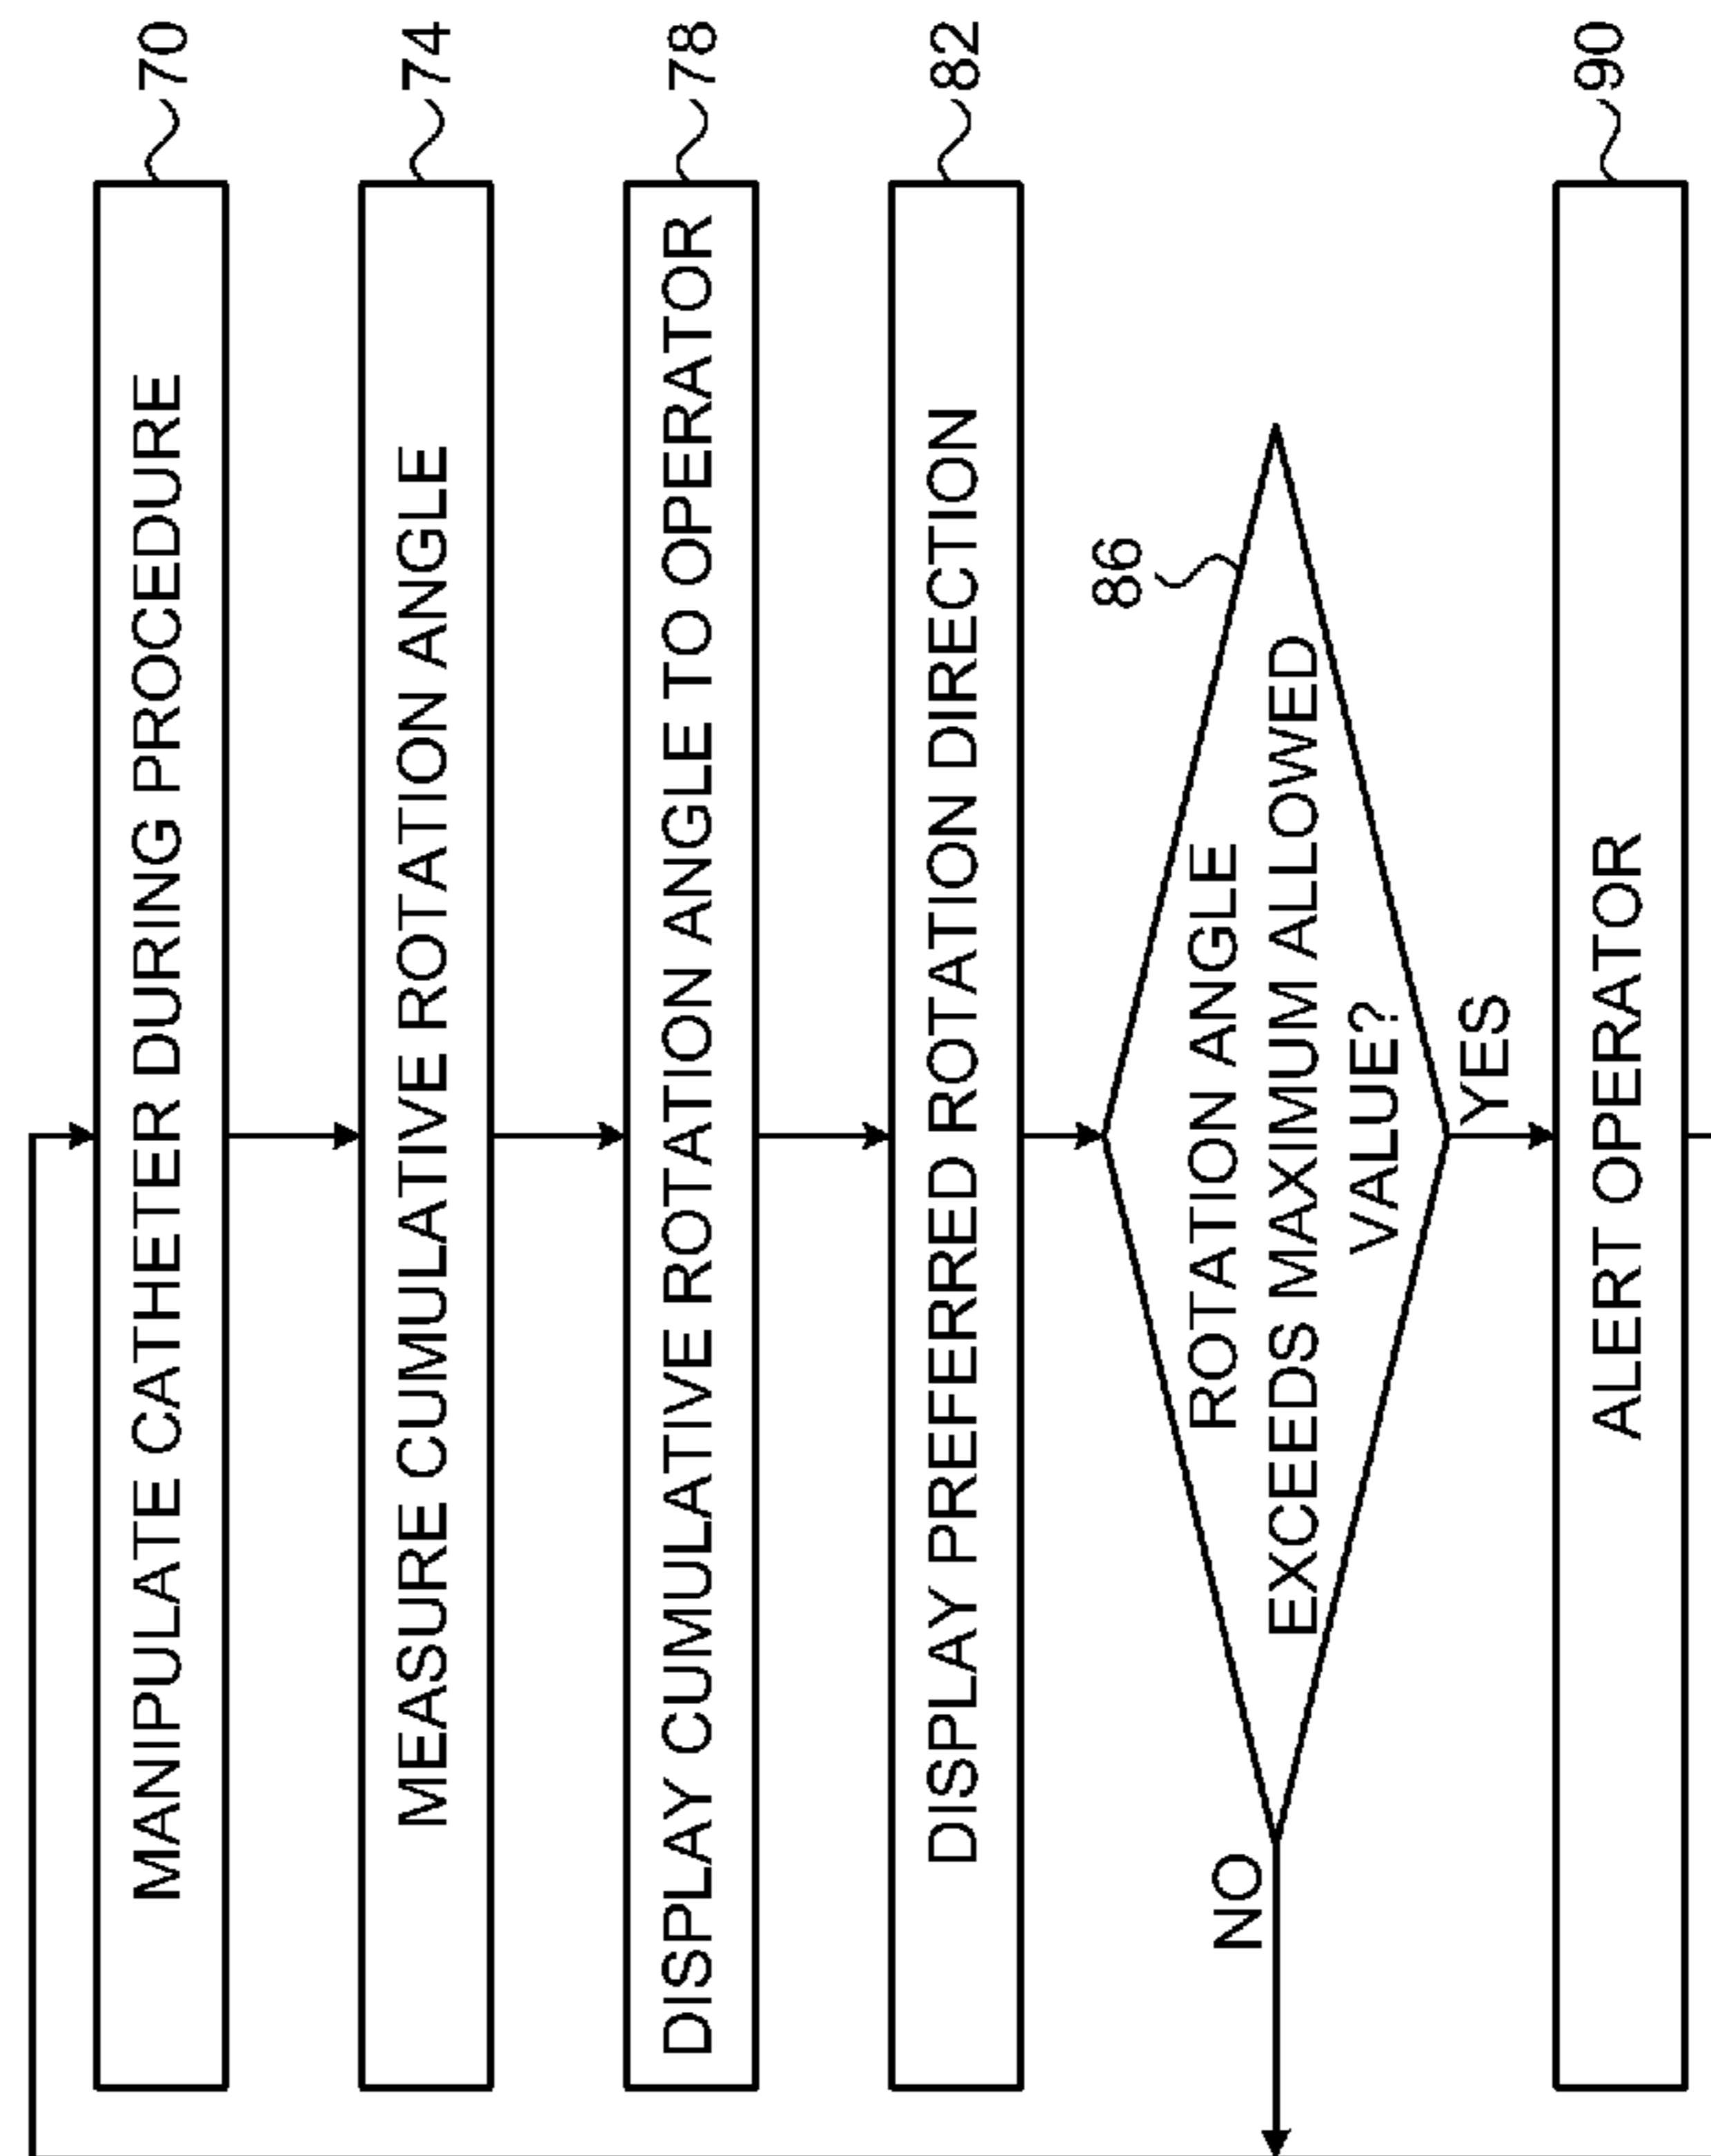 MANIPULATE CATHETER DURING PROCEDURE
70
MEASURE CUMULATIVE ROTATION ANGLE
74
DISPLAY CUMULATIVE ROTATION ANGLE TO OPERATOR
78
DISPLAY PREFERRED ROTATION DIRECTION
82
86
ROTATION ANGLE
EXCEEDS MAXIMUM ALLOWED
VALUE?
NO
YES
ALERT OPERATOR
90